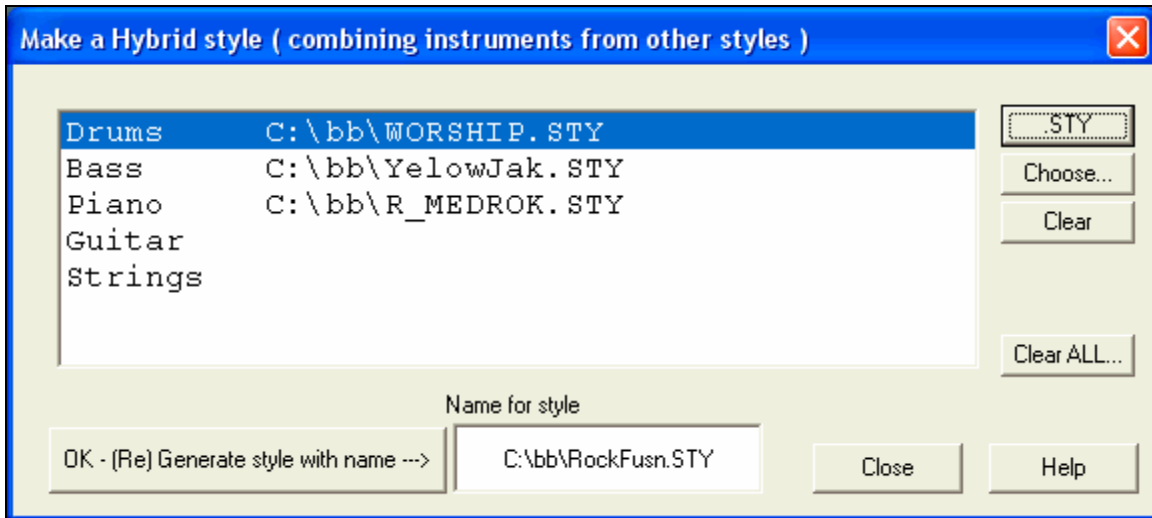 Make a Hybrid style ( combining instruments from other styles )
Drums C:\bb\WORSHIP.STY
Bass C:\bb\YelowJak.STY
Piano C:\bb\R_MEDROK.STY
Guitar
Strings
.STY
Choose...
Clear
Clear ALL...
Name for style
OK - (Re) Generate style with name --->
C:\bb\RockFusn.STY
Close
Help